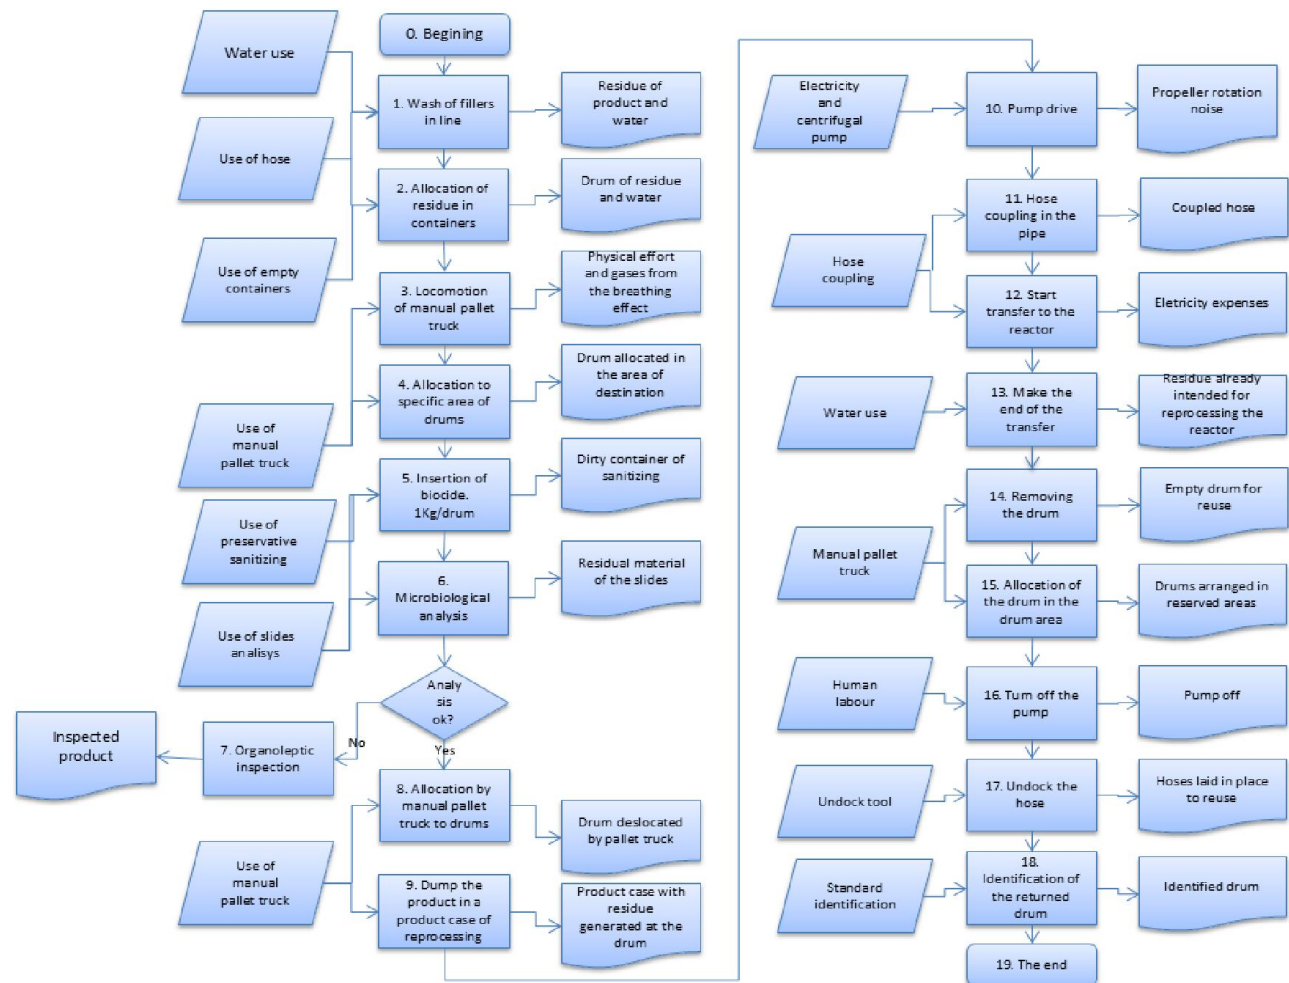 Water use
0. Begining
1. Wash of fillers
in line
Residue of
product and
water
Use of hose
2. Allocation of
residue in
containers
Drum of residue
and water
Use of empty
containers
3. Locomotion
of manual pallet
truck
Physical effort
and gases from
the breathing
effect
4. Allocation to
specific area of
drums
Drum allocated in
the area of
destination
Use of
manual
pallet truck
5. Insertion of
biocide.
1Kg/drum
Dirty container of
sanitizing
Use of
preservative
sanitizing
6.
Microbiological
analysis
Residual material
of the slides
Use of slides
analisys
Analy
sis
ok?
No
Yes
7. Organoleptic
inspection
Inspected
product
8. Allocation by
manual pallet
truck to drums
Drum deslocated
by pallet truck
Use of
manual
pallet truck
9. Dump the
product in a
product case of
reprocessing
Product case with
residue
generated at the
drum
Electricity
and
centrifugal
pump
10. Pump drive
Propeller rotation
noise
11. Hose
coupling in the
pipe
Coupled hose
Hose
coupling
12. Start
transfer to the
reactor
Eletricity expenses
Water use
13. Make the
end of the
transfer
Residue already
intended for
reprocessing the
reactor
14. Removing
the drum
Empty drum for
reuse
Manual pallet
truck
15. Allocation of
the drum in the
drum area
Drums arranged in
reserved areas
Human
labour
16. Turn off the
pump
Pump off
Undock tool
17. Undock the
hose
Hoses laid in place
to reuse
Standard
identification
18.
Identification of
the returned
drum
Identified drum
19. The end